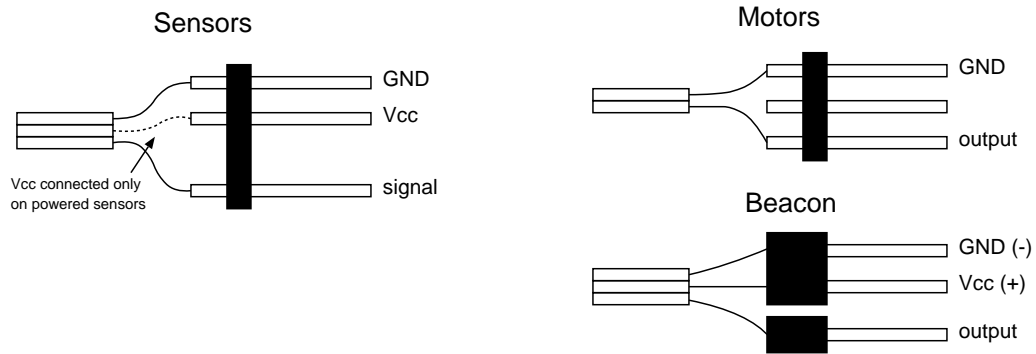 Sensors
GND
Vcc
signal
Vcc connected only
on powered sensors
Motors
GND
output
Beacon
GND (-)
Vcc (+)
output